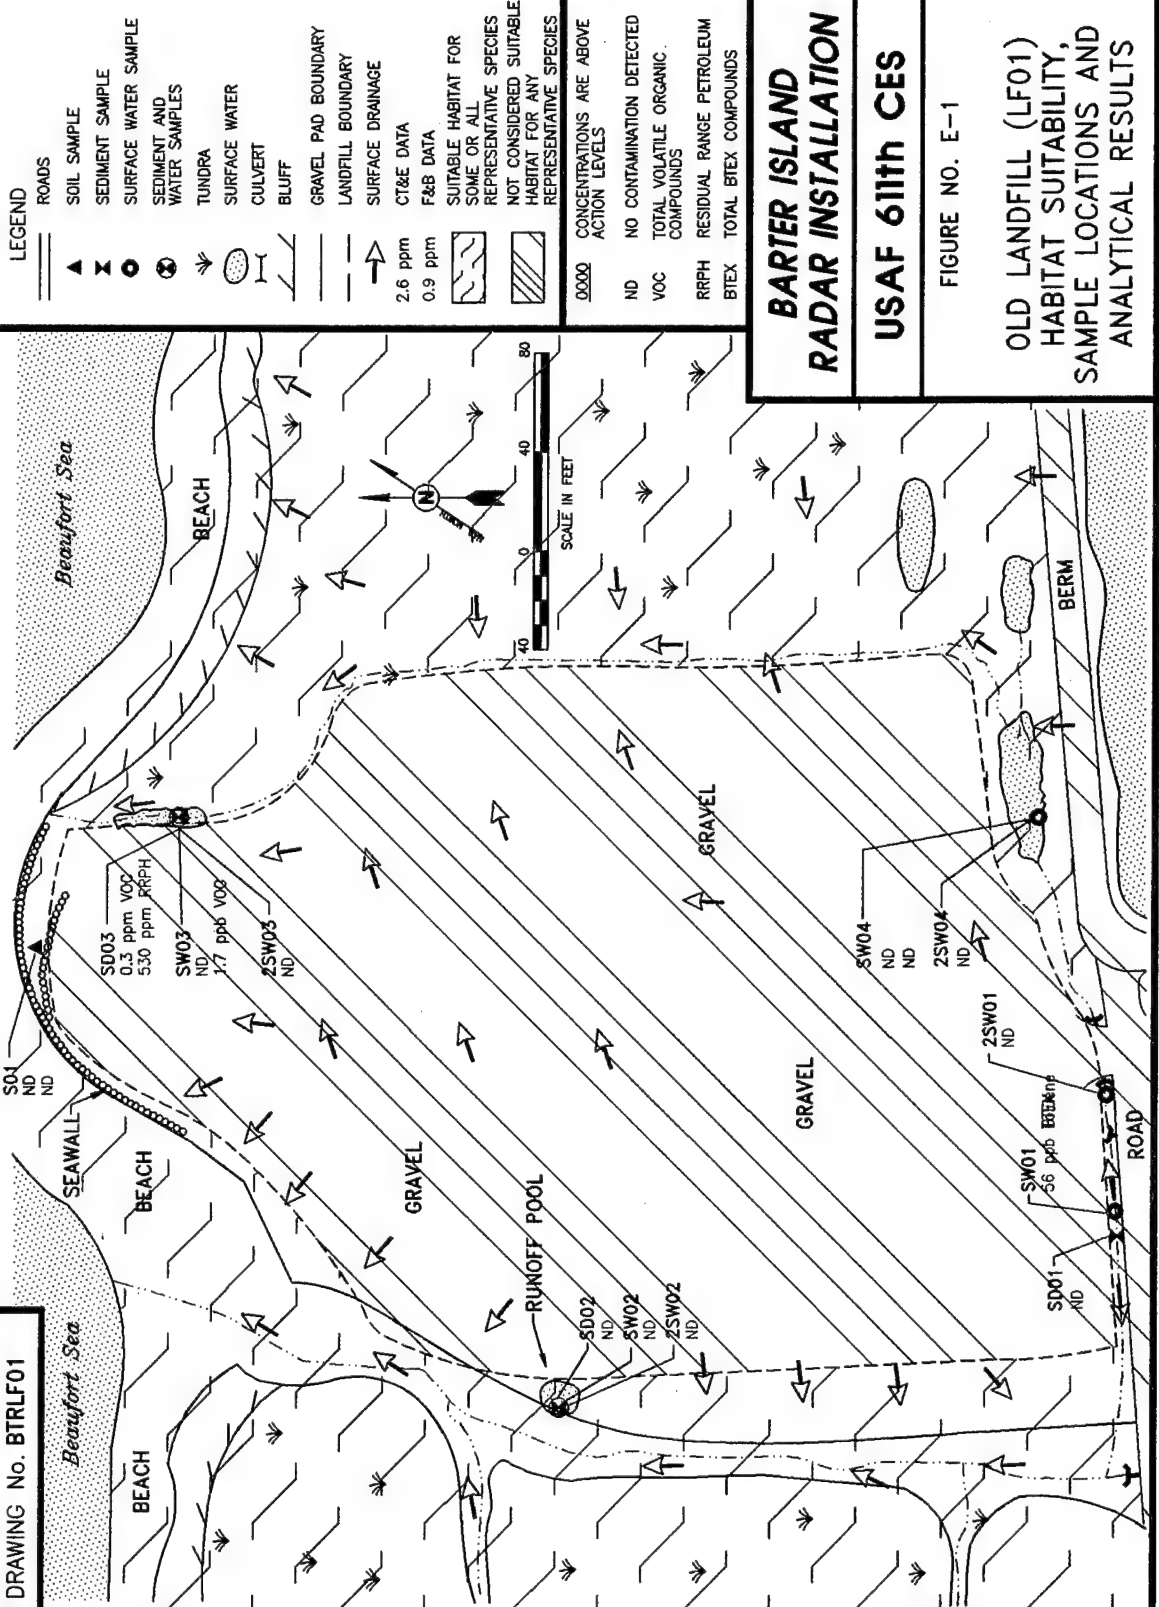 DRAWING No. BTRLF01
Beaufort Sea
Beaufort Sea
BEACH
BEACH
BEACH
SEAWALL
S01
ND
ND
SD03
0.3 ppm VOC
530 ppm RRPH
SW03
ND
1.7 ppb VOC
2SW03
ND
GRAVEL
GRAVEL
GRAVEL
RUNOFF POOL
SD02
ND
SW02
ND
2SW02
ND
SW04
ND
ND
2SW04
ND
2SW01
ND
SW01
56 ppb
SD01
ND
ROAD
BERM
N
40 0 40 80
SCALE IN FEET
LEGEND
ROADS
SOIL SAMPLE
SEDIMENT SAMPLE
SURFACE WATER SAMPLE
SEDIMENT AND
WATER SAMPLES
TUNDRA
SURFACE WATER
CULVERT
BLUFF
GRAVEL PAD BOUNDARY
LANDFILL BOUNDARY
SURFACE DRAINAGE
2.6 ppm CT&E DATA
0.9 ppm F&B DATA
SUITABLE HABITAT FOR
SOME OR ALL
REPRESENTATIVE SPECIES
NOT CONSIDERED SUITABLE
HABITAT FOR ANY
REPRESENTATIVE SPECIES
0000 CONCENTRATIONS ARE ABOVE
ACTION LEVELS
ND NO CONTAMINATION DETECTED
VOC TOTAL VOLATILE ORGANIC
COMPOUNDS
RRPH RESIDUAL RANGE PETROLEUM
BTEX TOTAL BTEX COMPOUNDS
BARTER ISLAND
RADAR INSTALLATION
USAF 611th CES
FIGURE NO. E-1
OLD LANDFILL (LF01)
HABITAT SUITABILITY,
SAMPLE LOCATIONS AND
ANALYTICAL RESULTS